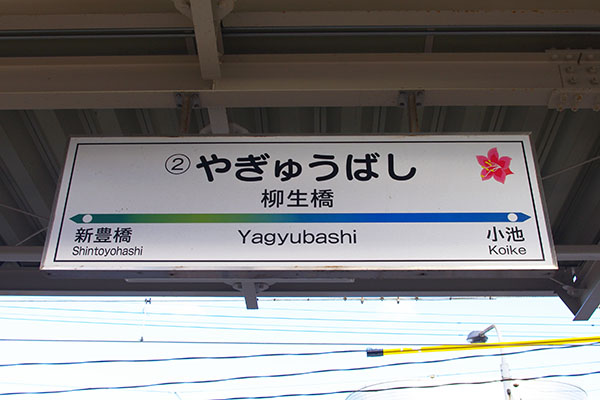 ② やぎゅうばし
柳生橋
新豊橋 Yagyubashi 小池
Shintoyohashi Koike